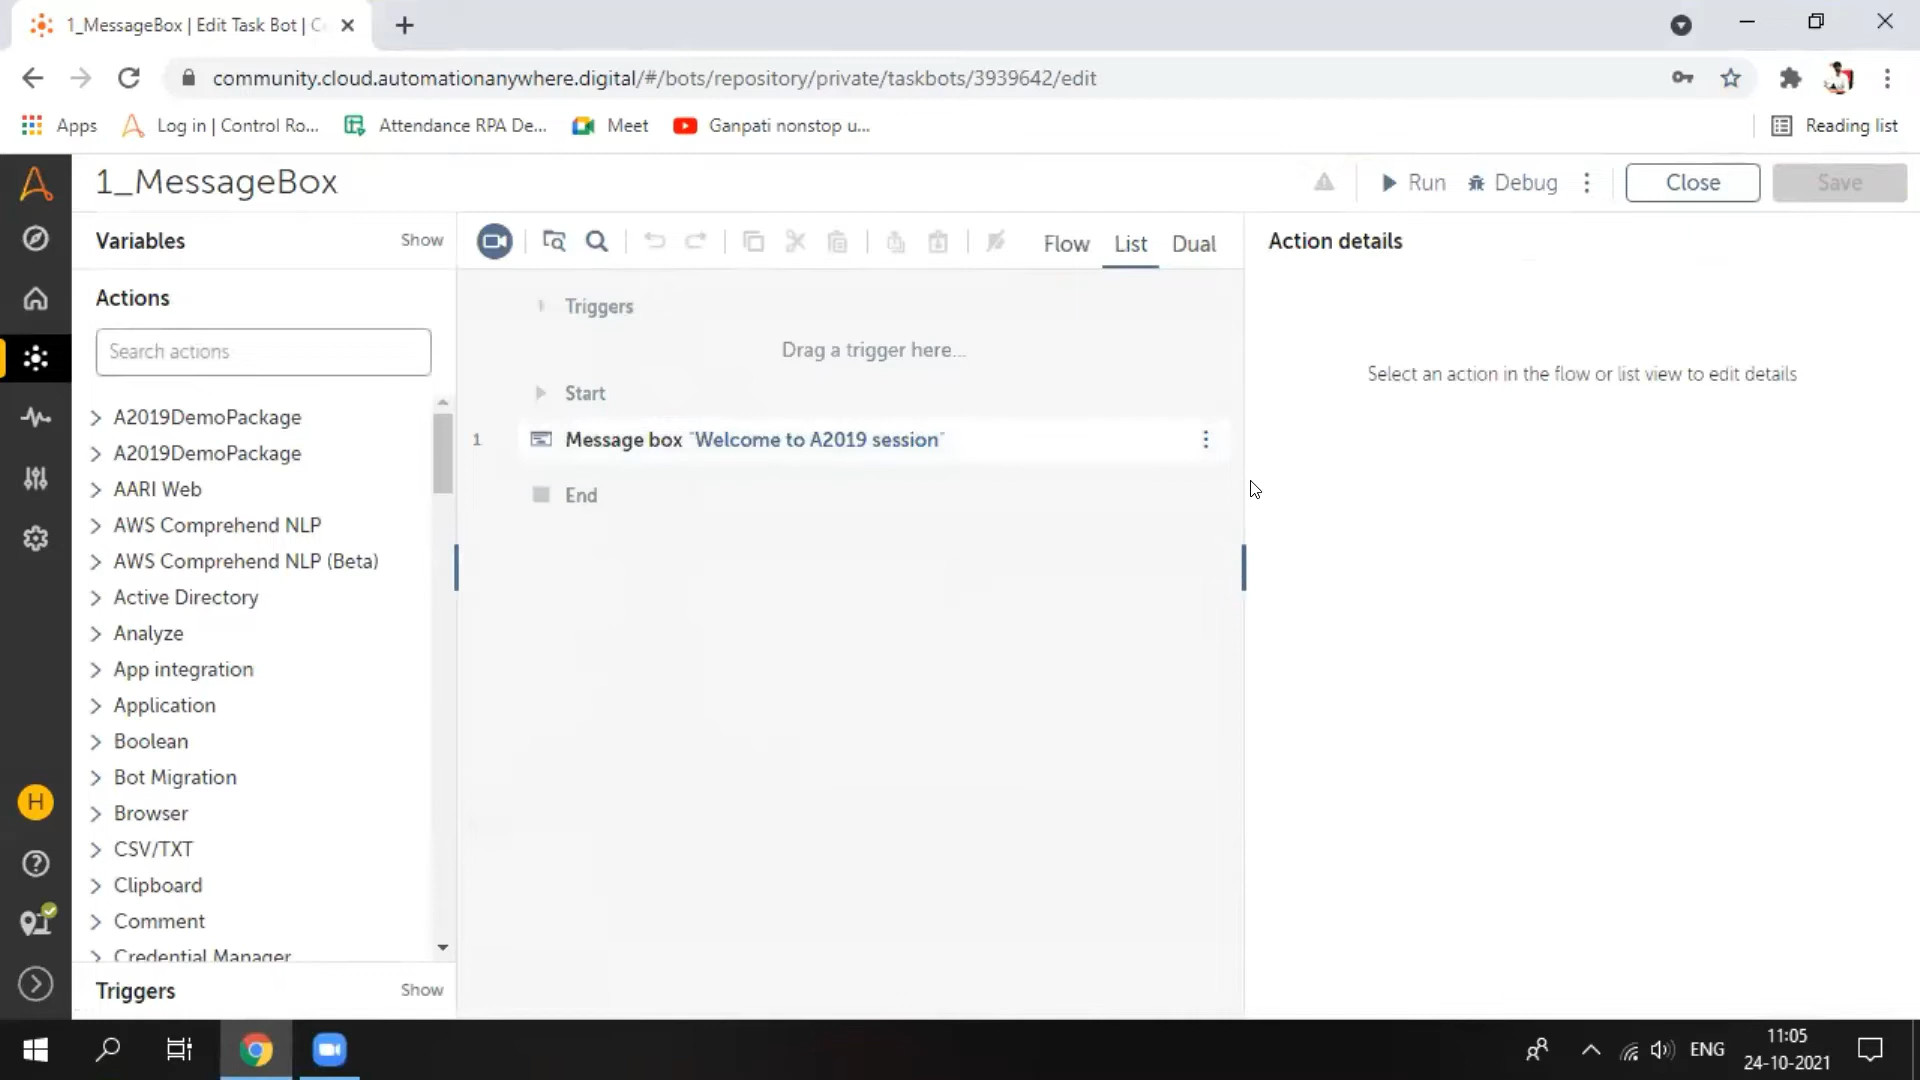 1_MessageBox | Edit Task Bot | C
community.cloud.automationanywhere.digital/#/bots/repository/private/taskbots/3939642/edit
Apps
Log in | Control Ro...
Attendance RPA De...
Meet
Ganpati nonstop u...
Reading list
1_MessageBox
Run
Debug
Close
Save
Variables
Show
Flow
List
Dual
Action details
Actions
Search actions
Triggers
Drag a trigger here...
Start
1
Message box "Welcome to A2019 session"
End
Select an action in the flow or list view to edit details
A2019DemoPackage
A2019DemoPackage
AARI Web
AWS Comprehend NLP
AWS Comprehend NLP (Beta)
Active Directory
Analyze
App integration
Application
Boolean
Bot Migration
Browser
CSV/TXT
Clipboard
Comment
Credential Manager
Triggers
Show
H
ENG
11:05
24-10-2021